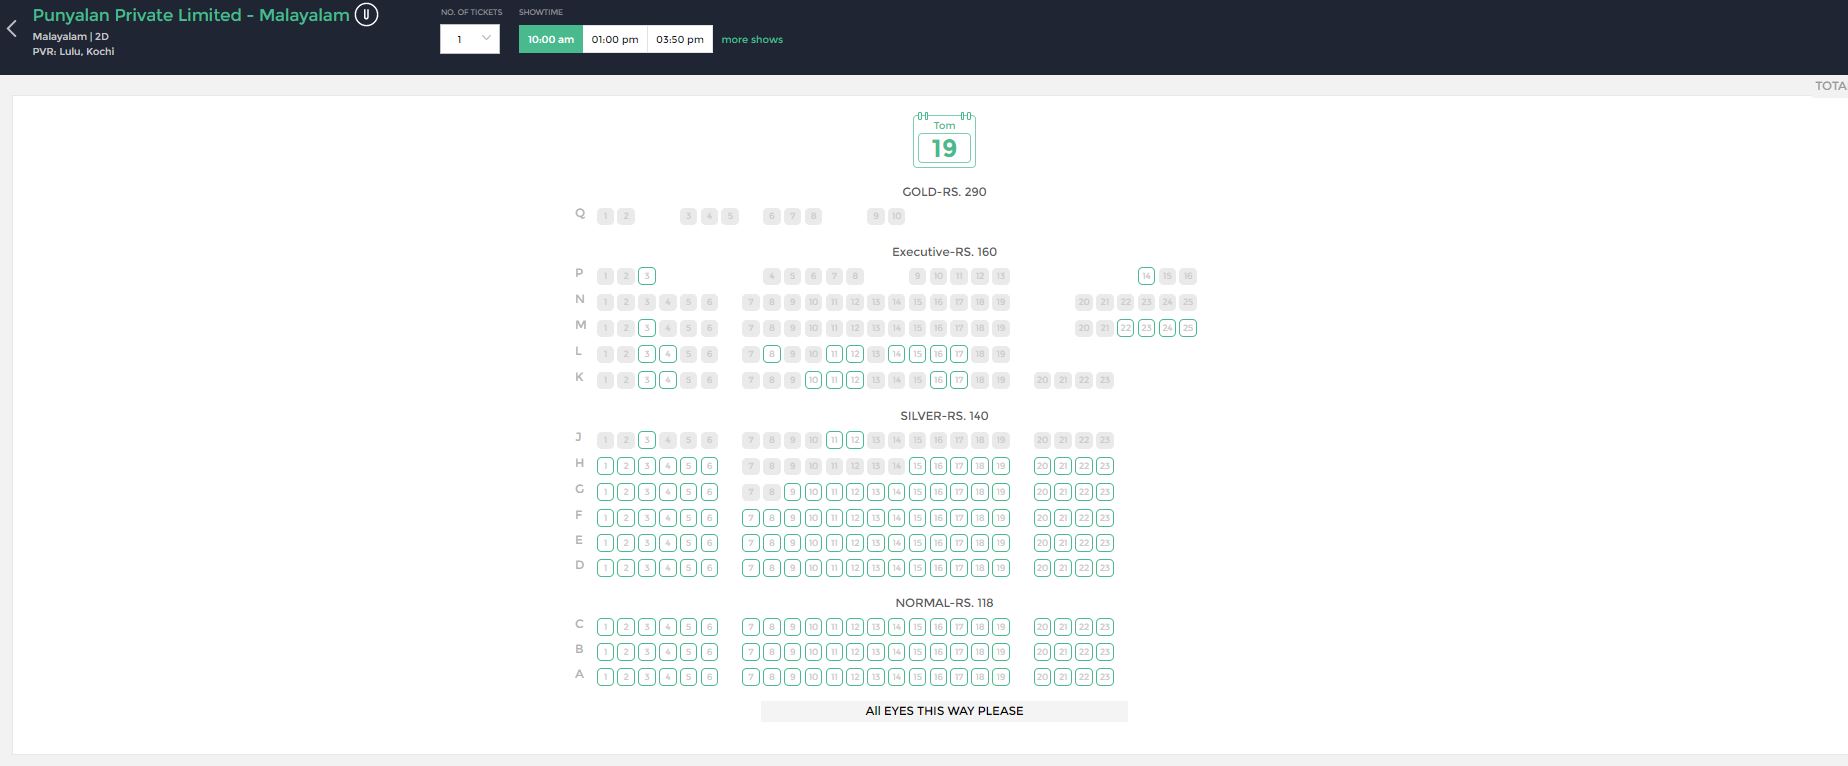 Punyalan Private Limited - Malayalam U
Malayalam | 2D
PVR: Lulu, Kochi
NO. OF TICKETS SHOWTIME
1 10:00 am 01:00 pm 03:50 pm more shows
TOTA
Tom
19
GOLD-RS. 290
Q 1 2 3 4 5 6 7 8 9 10
Executive-RS. 160
P 1 2 3 4 5 6 7 8 9 10 11 12 13 14 15 16
N 1 2 3 4 5 6 7 8 9 10 11 12 13 14 15 16 17 18 19 20 21 22 23 24 25
M 1 2 3 4 5 6 7 8 9 10 11 12 13 14 15 16 17 18 19 20 21 22 23 24 25
L 1 2 3 4 5 6 7 8 9 10 11 12 13 14 15 16 17 18 19
K 1 2 3 4 5 6 7 8 9 10 11 12 13 14 15 16 17 18 19 20 21 22 23
SILVER-RS. 140
J 1 2 3 4 5 6 7 8 9 10 11 12 13 14 15 16 17 18 19 20 21 22 23
H 1 2 3 4 5 6 7 8 9 10 11 12 13 14 15 16 17 18 19 20 21 22 23
G 1 2 3 4 5 6 7 8 9 10 11 12 13 14 15 16 17 18 19 20 21 22 23
F 1 2 3 4 5 6 7 8 9 10 11 12 13 14 15 16 17 18 19 20 21 22 23
E 1 2 3 4 5 6 7 8 9 10 11 12 13 14 15 16 17 18 19 20 21 22 23
D 1 2 3 4 5 6 7 8 9 10 11 12 13 14 15 16 17 18 19 20 21 22 23
NORMAL-RS. 118
C 1 2 3 4 5 6 7 8 9 10 11 12 13 14 15 16 17 18 19 20 21 22 23
B 1 2 3 4 5 6 7 8 9 10 11 12 13 14 15 16 17 18 19 20 21 22 23
A 1 2 3 4 5 6 7 8 9 10 11 12 13 14 15 16 17 18 19 20 21 22 23
All EYES THIS WAY PLEASE